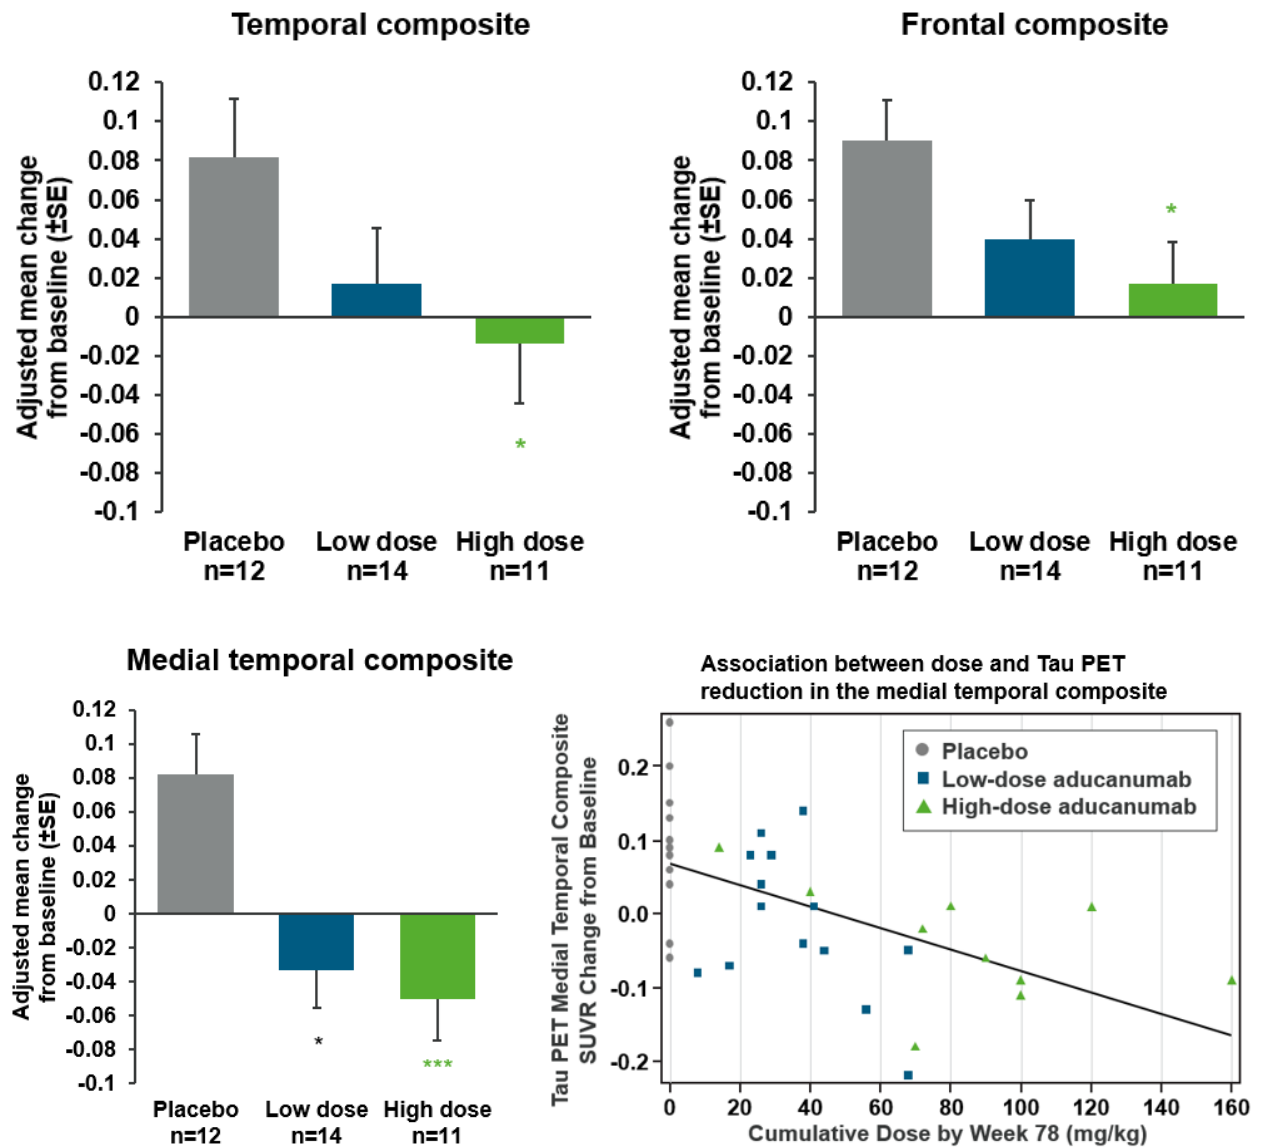 Temporal composite
Adjusted mean change
from baseline (±SE)
0.12
0.1
0.08
0.06
0.04
0.02
0
-0.02
-0.04
-0.06
-0.08
-0.1
*
Placebo Low dose High dose
n=12 n=14 n=11
Frontal composite
Adjusted mean change
from baseline (±SE)
0.12
0.1
0.08
0.06
0.04
0.02
0
-0.02
-0.04
-0.06
-0.08
-0.1
*
Placebo Low dose High dose
n=12 n=14 n=11
Medial temporal composite
Adjusted mean change
from baseline (±SE)
0.12
0.1
0.08
0.06
0.04
0.02
0
-0.02
-0.04
-0.06
-0.08
-0.1
* ***
Placebo Low dose High dose
n=12 n=14 n=11
Association between dose and Tau PET
reduction in the medial temporal composite
Tau PET Medial Temporal Composite
SUVR Change from Baseline
0.2
0.1
0.0
-0.1
-0.2
Placebo
Low-dose aducanumab
High-dose aducanumab
0 20 40 60 80 100 120 140 160
Cumulative Dose by Week 78 (mg/kg)